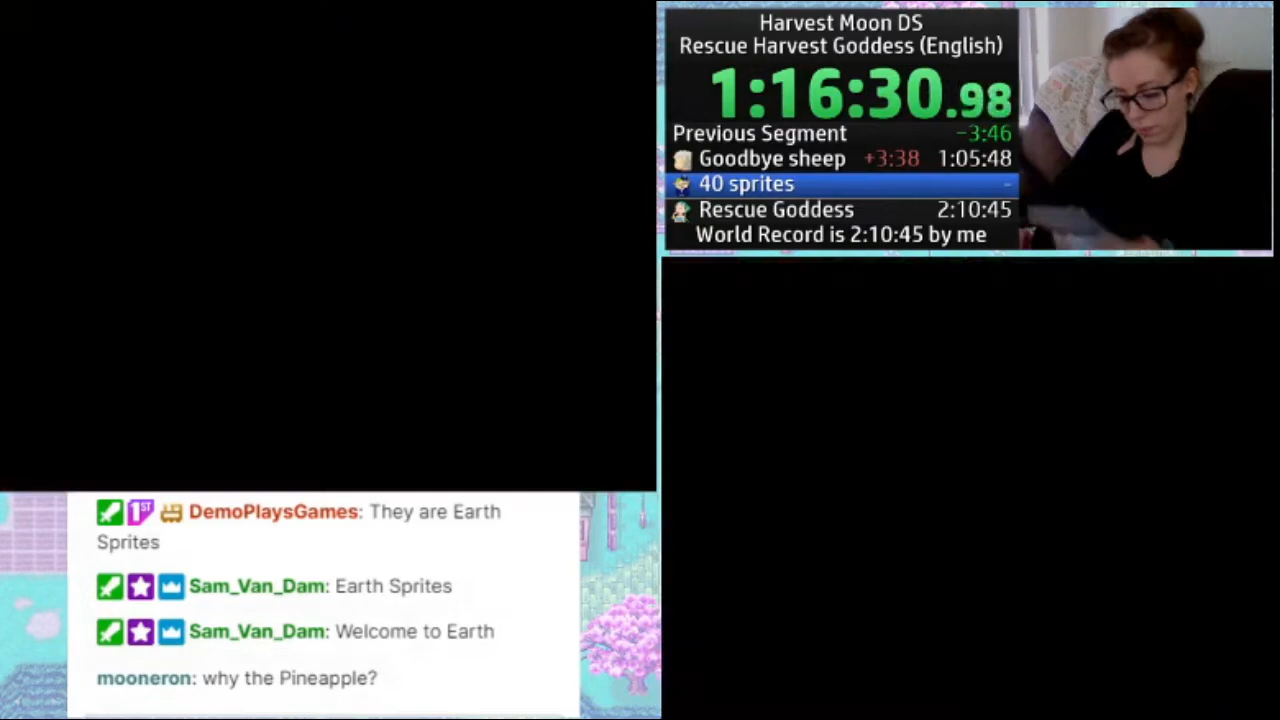 Harvest Moon DS
Rescue Harvest Goddess (English)
1:16:30.98
Previous Segment -3:46
Goodbye sheep +3:38 1:05:48
40 sprites -
Rescue Goddess 2:10:45
World Record is 2:10:45 by me
1ST DemoPlaysGames: They are Earth
Sprites
Sam_Van_Dam: Earth Sprites
Sam_Van_Dam: Welcome to Earth
mooneron: why the Pineapple?